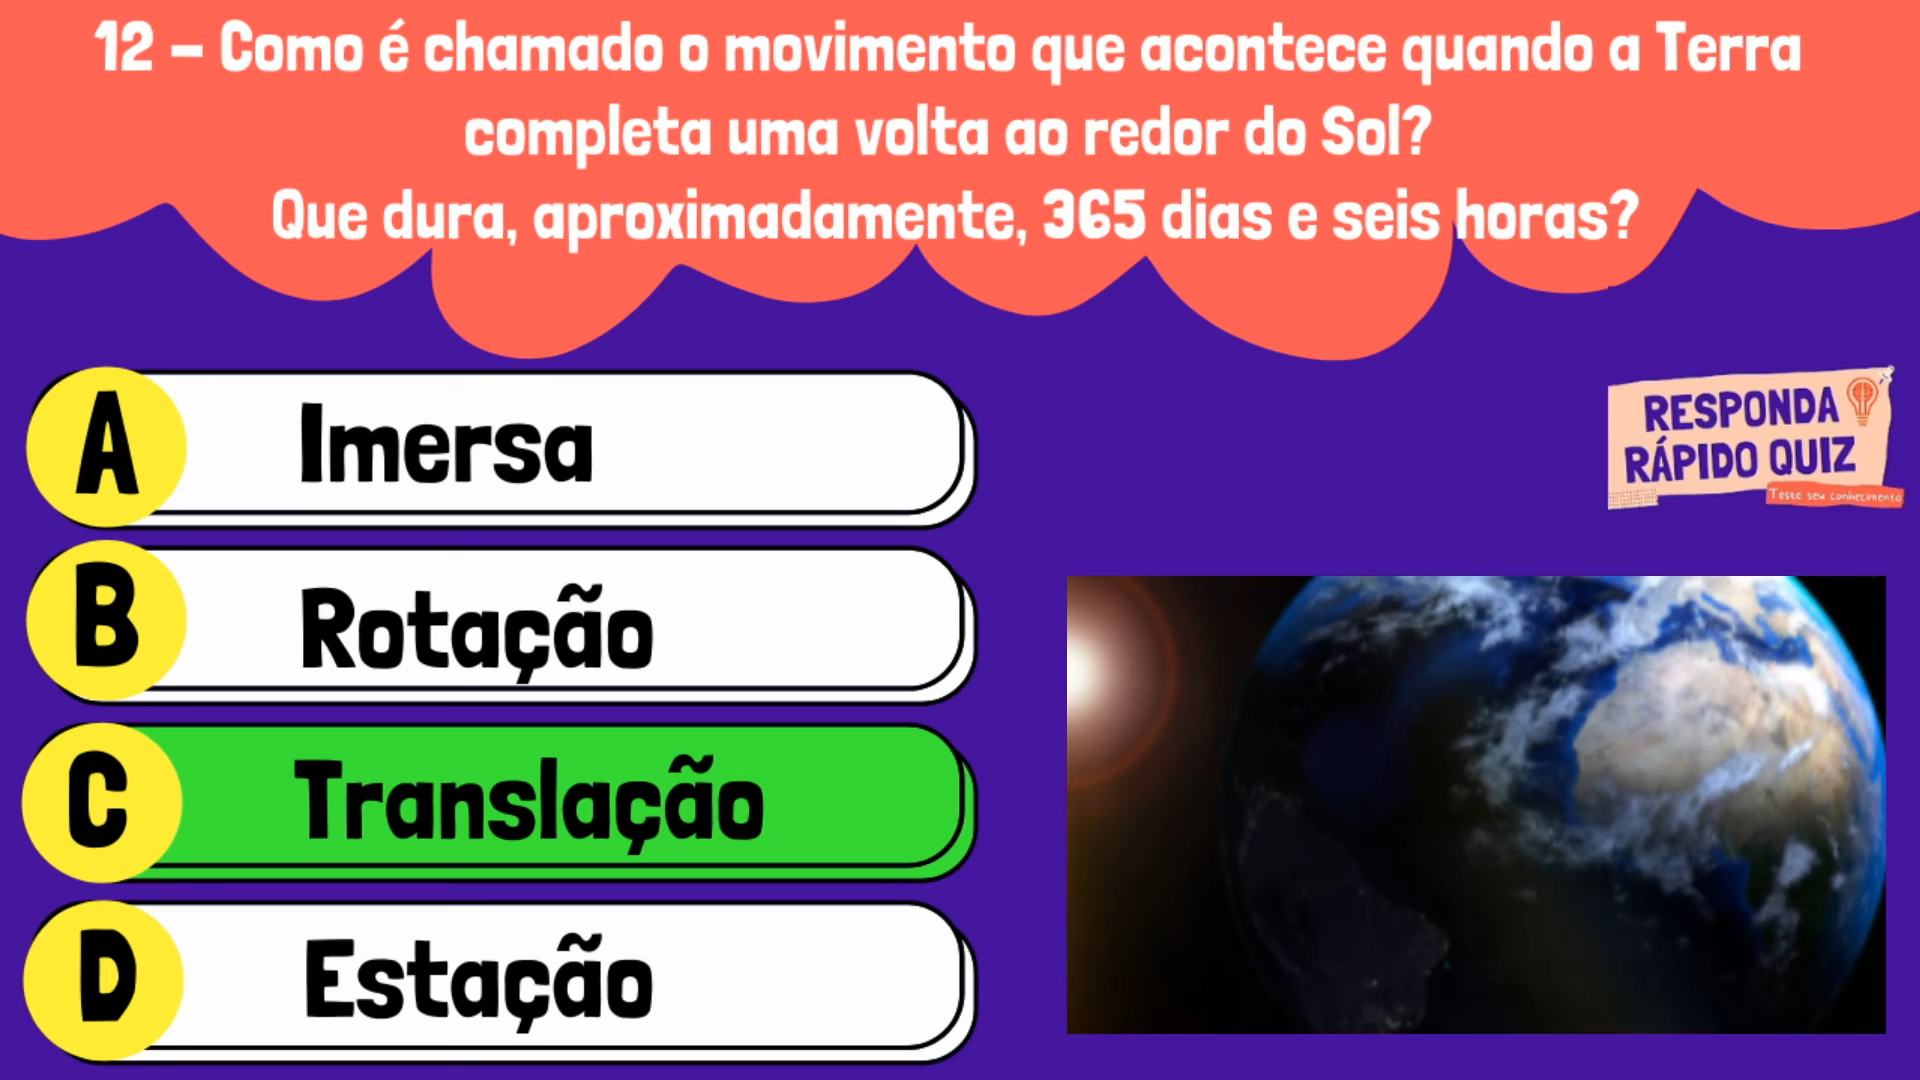 12 – Como é chamado o movimento que acontece quando a Terra
completa uma volta ao redor do Sol?
Que dura, aproximadamente, 365 dias e seis horas?
A Imersa
B Rotação
C Translação
D Estação
RESPONDA
RÁPIDO QUIZ
Teste seu conhecimento